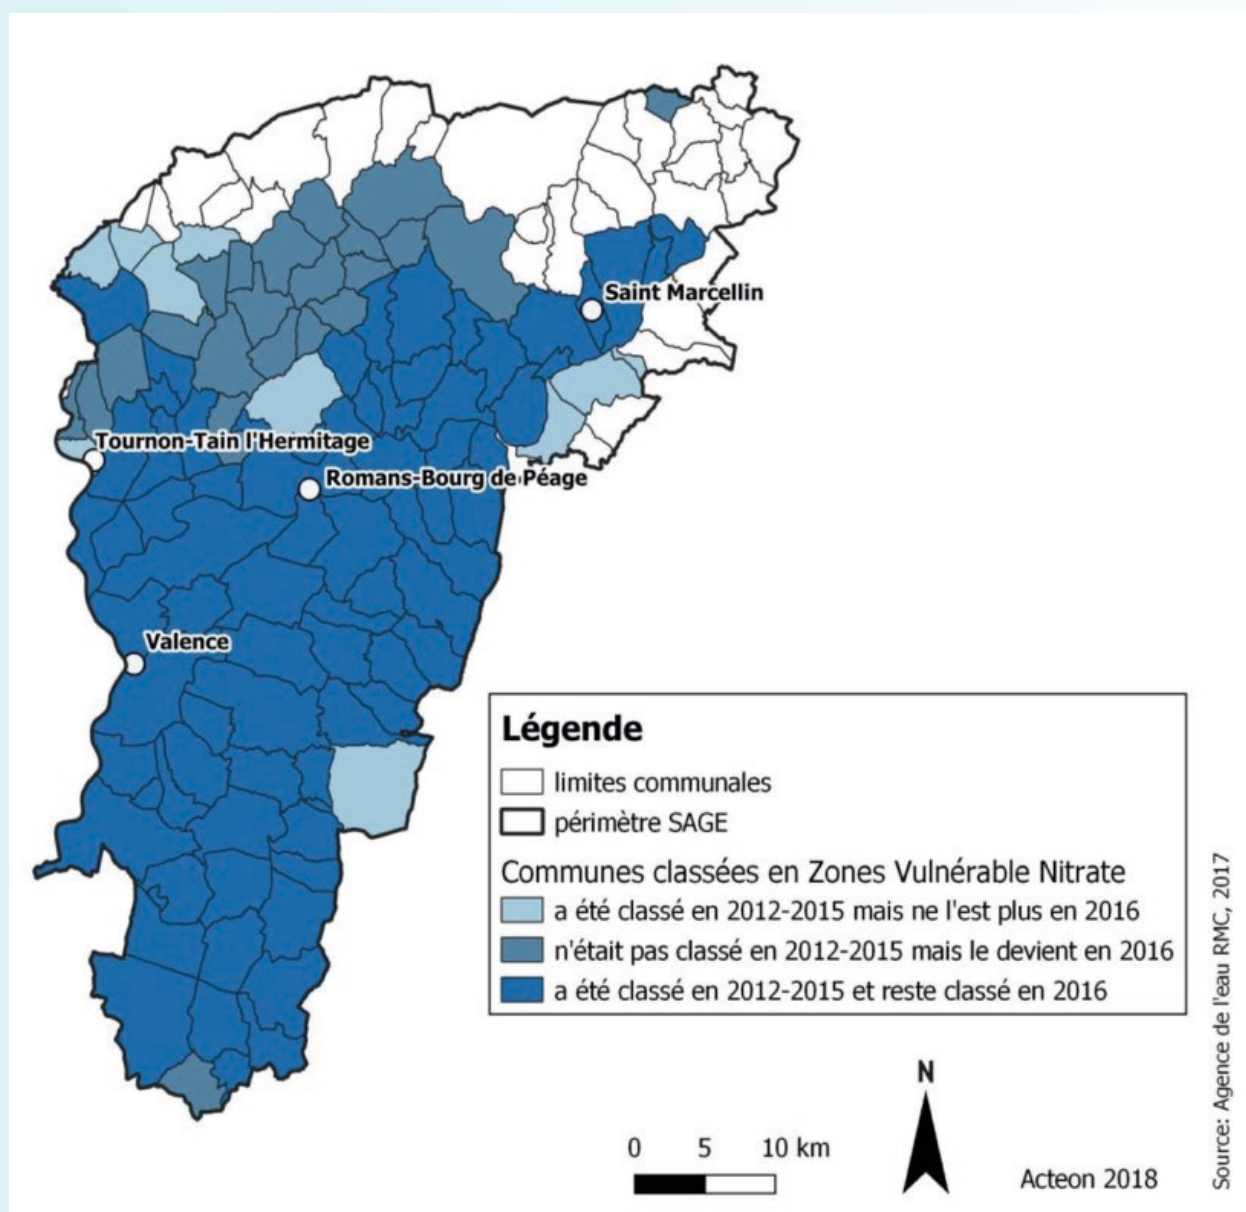 Saint Marcellin
Tournon-Tain l'Hermitage
Romans-Bourg de Péage
Valence
Légende
limites communales
périmètre SAGE
Communes classées en Zones Vulnérable Nitrate
a été classé en 2012-2015 mais ne l'est plus en 2016
n'était pas classé en 2012-2015 mais le devient en 2016
a été classé en 2012-2015 et reste classé en 2016
N
0 5 10 km
Acteon 2018
Source: Agence de l'eau RMC, 2017